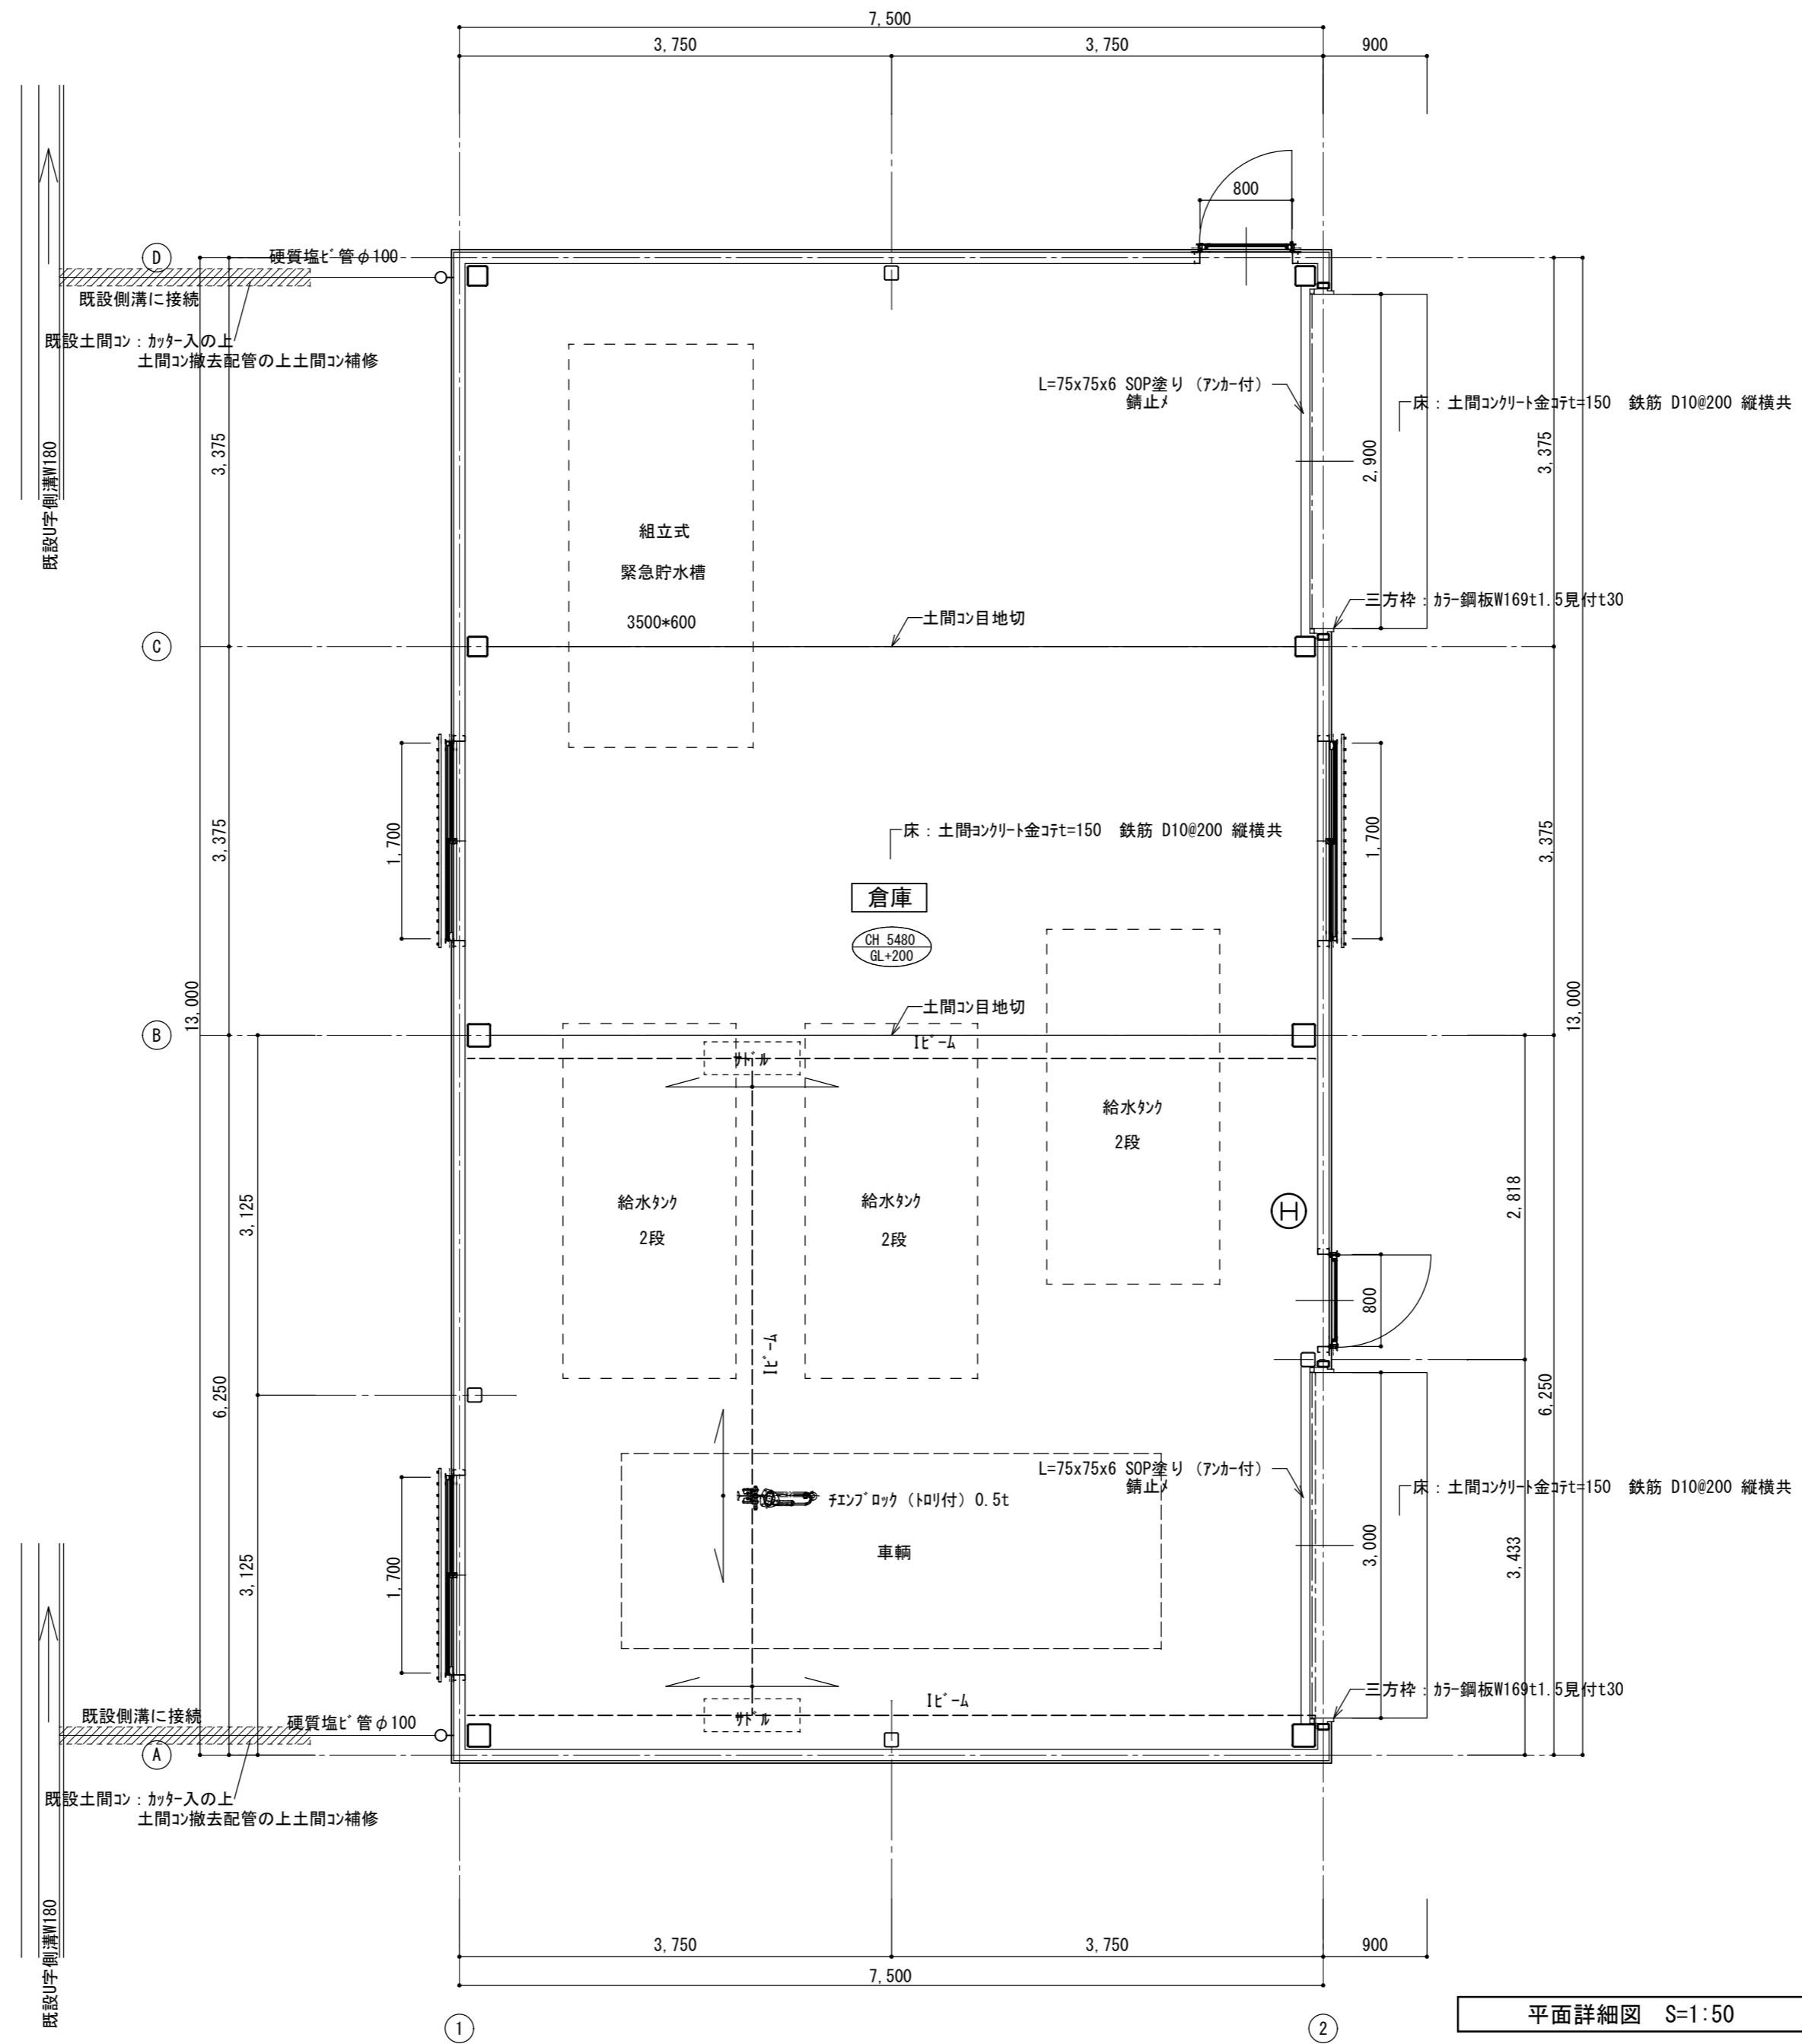 7,500
3,750
3,750
900
800
D
硬質塩ビ管φ100
既設側溝に接続
既設土間コン：カッター入の上
土間コン撤去配管の上土間コン補修
L=75x75x6 SOP塗り（アンカー付）
錆止メ
床：土間コンクリート金コテt=150　鉄筋 D10@200 縦横共
3,375
2,900
3,375
既設U字側溝W180
組立式
緊急貯水槽
3500*600
三方枠：カラー鋼板W169t1.5見付t30
土間コン目地切
C
1,700
3,375
床：土間コンクリート金コテt=150　鉄筋 D10@200 縦横共
1,700
3,375
倉庫
CH 5480
GL+200
13,000
13,000
土間コン目地切
B
Iビーム
サドル
給水タンク
2段
給水タンク
2段
給水タンク
2段
3,125
2,818
H
800
Iビーム
6,250
6,250
L=75x75x6 SOP塗り（アンカー付）
錆止メ
床：土間コンクリート金コテt=150　鉄筋 D10@200 縦横共
チエンブロック（トロリ付）0.5t
車輌
3,000
3,433
1,700
3,125
三方枠：カラー鋼板W169t1.5見付t30
Iビーム
サドル
既設側溝に接続
硬質塩ビ管φ100
A
既設土間コン：カッター入の上
土間コン撤去配管の上土間コン補修
既設U字側溝W180
3,750
3,750
900
7,500
1
2
平面詳細図　S=1:50